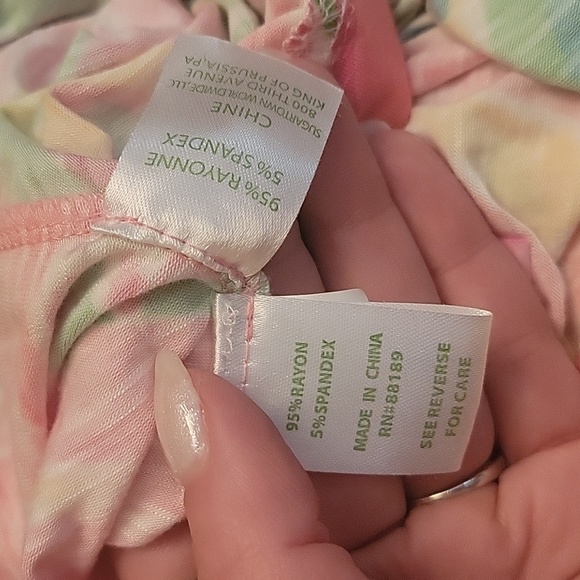 95% RAYONNE
5% SPANDEX
CHINE
SUGARTOWN WORLDWIDE, LLC
800 THIRD AVENUE
KING OF PRUSSIA, PA
95%RAYON
5%SPANDEX
MADE IN CHINA
RN#88189
SEE REVERSE
FOR CARE